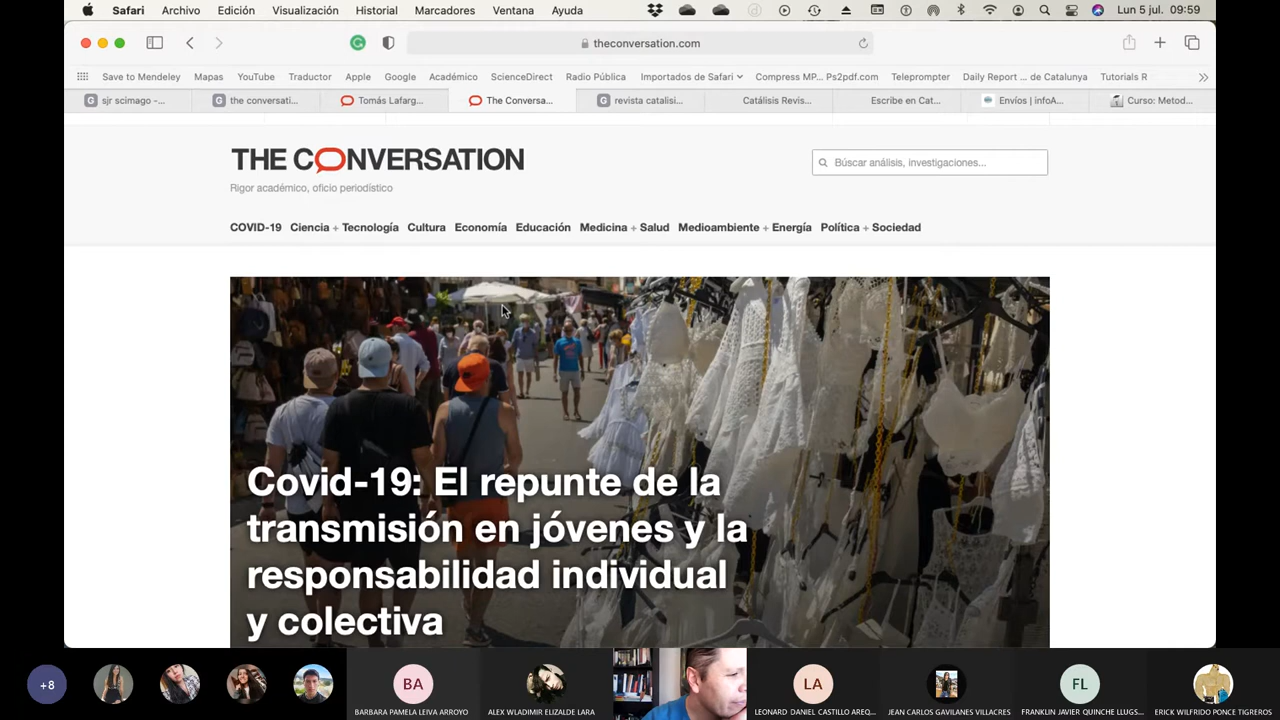 Safari Archivo Edición Visualización Historial Marcadores Ventana Ayuda Lun 5 jul. 09:59
theconversation.com
Save to Mendeley Mapas YouTube Traductor Apple Google Académico ScienceDirect Radio Pública Importados de Safari Compress MP... Ps2pdf.com Teleprompter Daily Report ... de Catalunya Tutorials R
sjr scimago -... the conversati... Tomás Lafarg... The Conversa... revista catalisi... Catálisis Revis... Escribe en Cat... Envíos | infoA... Curso: Metod...
THE CONVERSATION
Búscar análisis, investigaciones...
Rigor académico, oficio periodístico
COVID-19 Ciencia + Tecnología Cultura Economía Educación Medicina + Salud Medioambiente + Energía Política + Sociedad
Covid-19: El repunte de la
transmisión en jóvenes y la
responsabilidad individual
y colectiva
+8 BA LA FL
BARBARA PAMELA LEIVA ARROYO ALEX WLADIMIR ELIZALDE LARA LEONARD DANIEL CASTILLO AREQ... JEAN CARLOS GAVILANES VILLACRES FRANKLIN JAVIER QUINCHE LLUGS... ERICK WILFRIDO PONCE TIGREROS